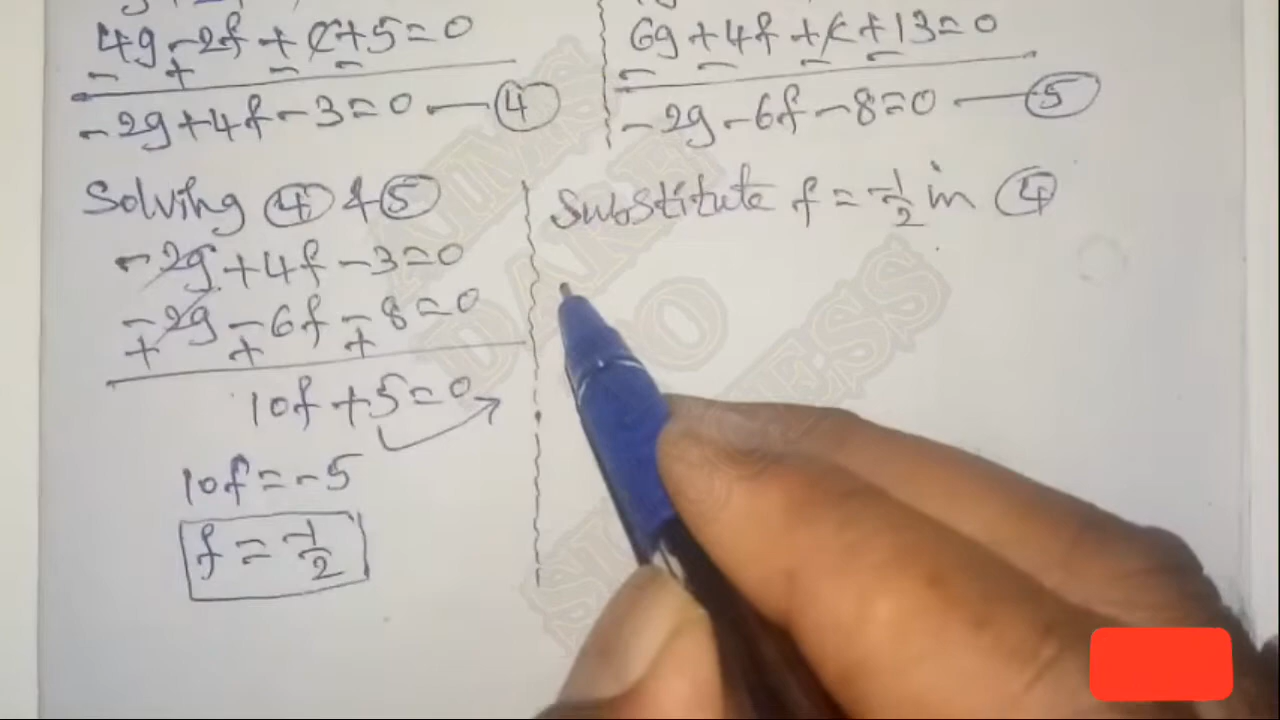 4g - 2f + c + 5 = 0
- + - -
-2g + 4f - 3 = 0 — ④
6g + 4f + c + 13 = 0
- - - -
-2g - 6f - 8 = 0 — ⑤
Solving ④ & ⑤
-2g + 4f - 3 = 0
-2g - 6f - 8 = 0
+ + +
10f + 5 = 0
10f = -5
f = -1/2
Substitute f = -1/2 in ④